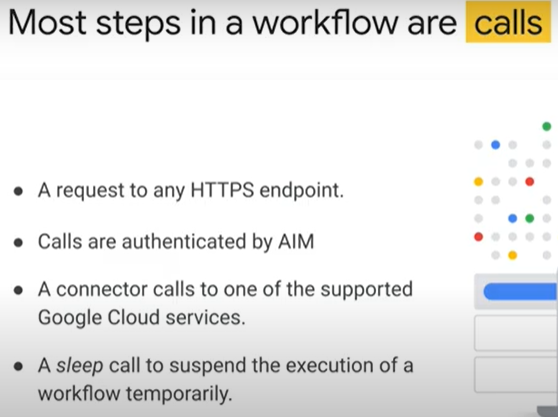 Most steps in a workflow are calls
• A request to any HTTPS endpoint.
• Calls are authenticated by AIM
• A connector calls to one of the supported
Google Cloud services.
• A sleep call to suspend the execution of a
workflow temporarily.